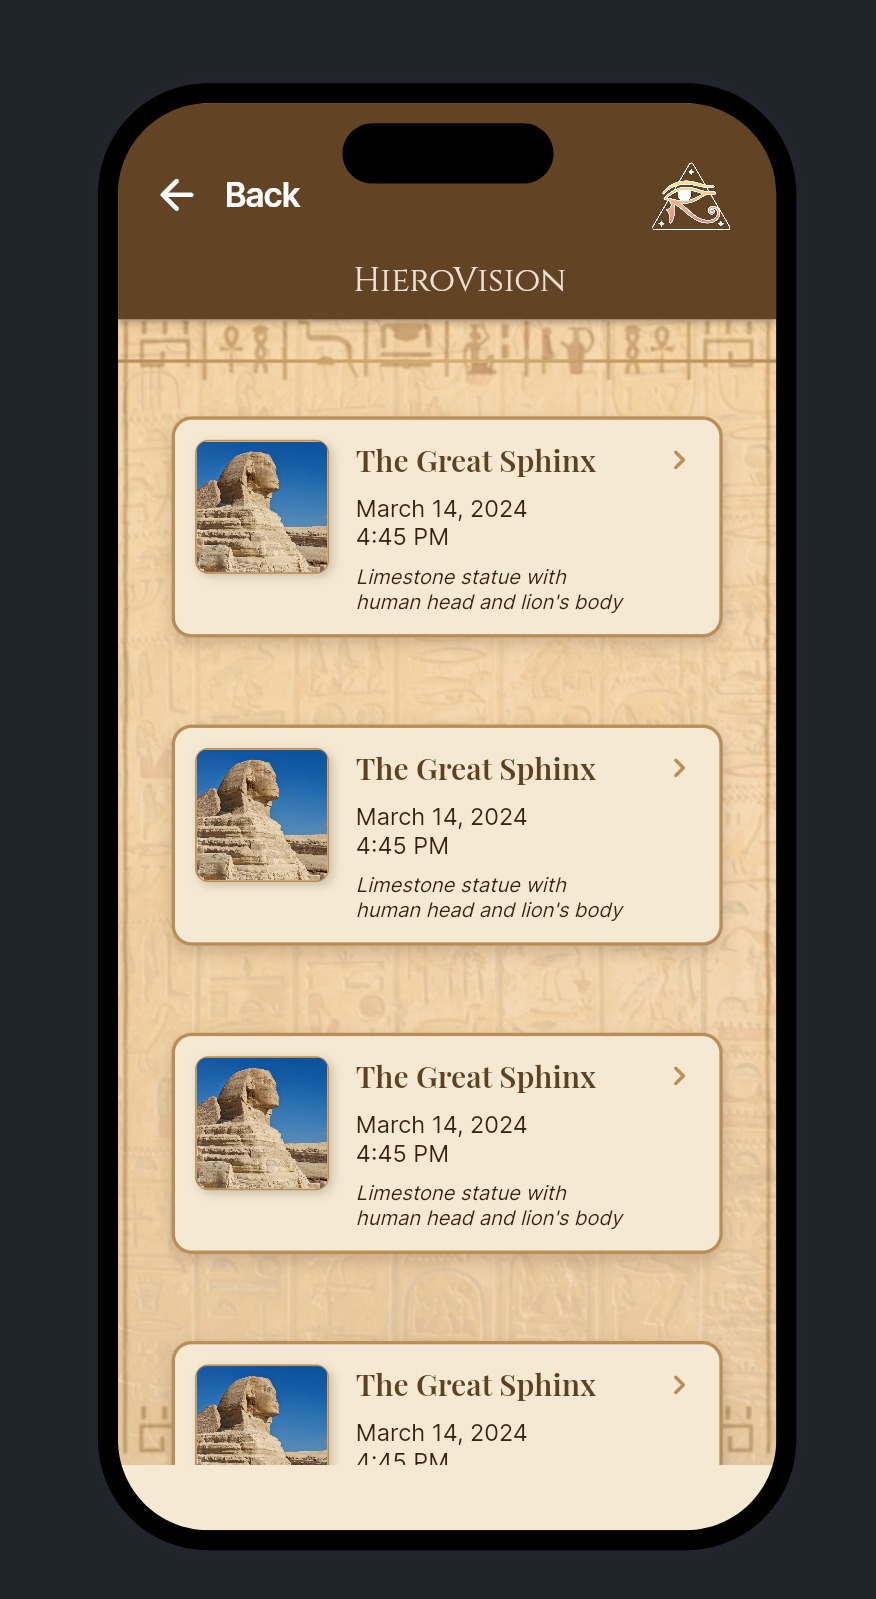 Back
HieroVision
The Great Sphinx
March 14, 2024
4:45 PM
Limestone statue with
human head and lion's body
The Great Sphinx
March 14, 2024
4:45 PM
Limestone statue with
human head and lion's body
The Great Sphinx
March 14, 2024
4:45 PM
Limestone statue with
human head and lion's body
The Great Sphinx
March 14, 2024
4:45 PM